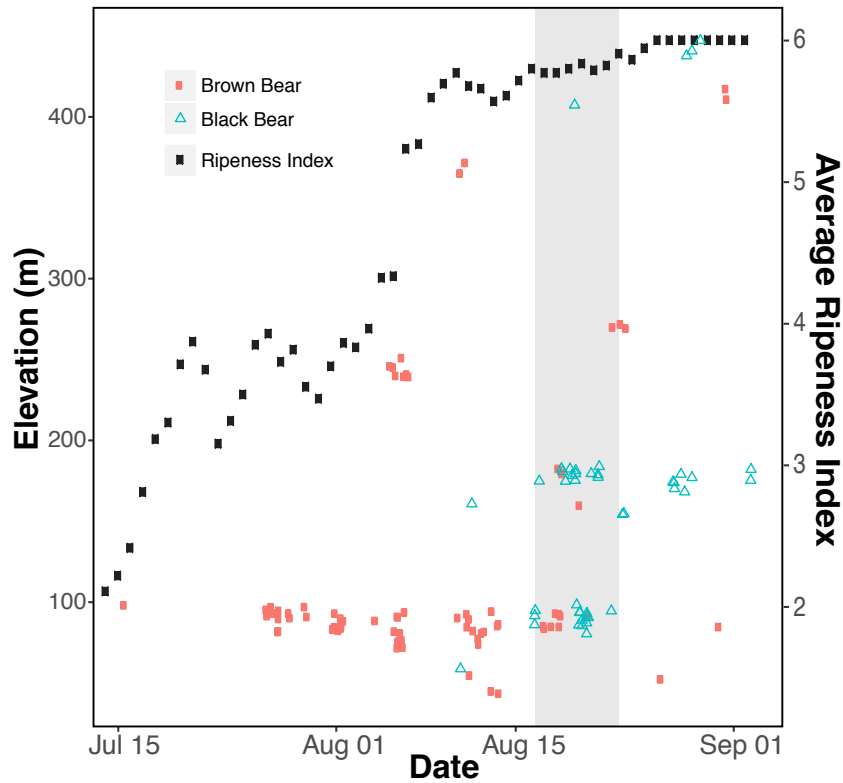 Brown Bear
Black Bear
Ripeness Index
400
300
200
100
Elevation (m)
6
5
4
3
2
Average Ripeness Index
Jul 15
Aug 01
Aug 15
Sep 01
Date